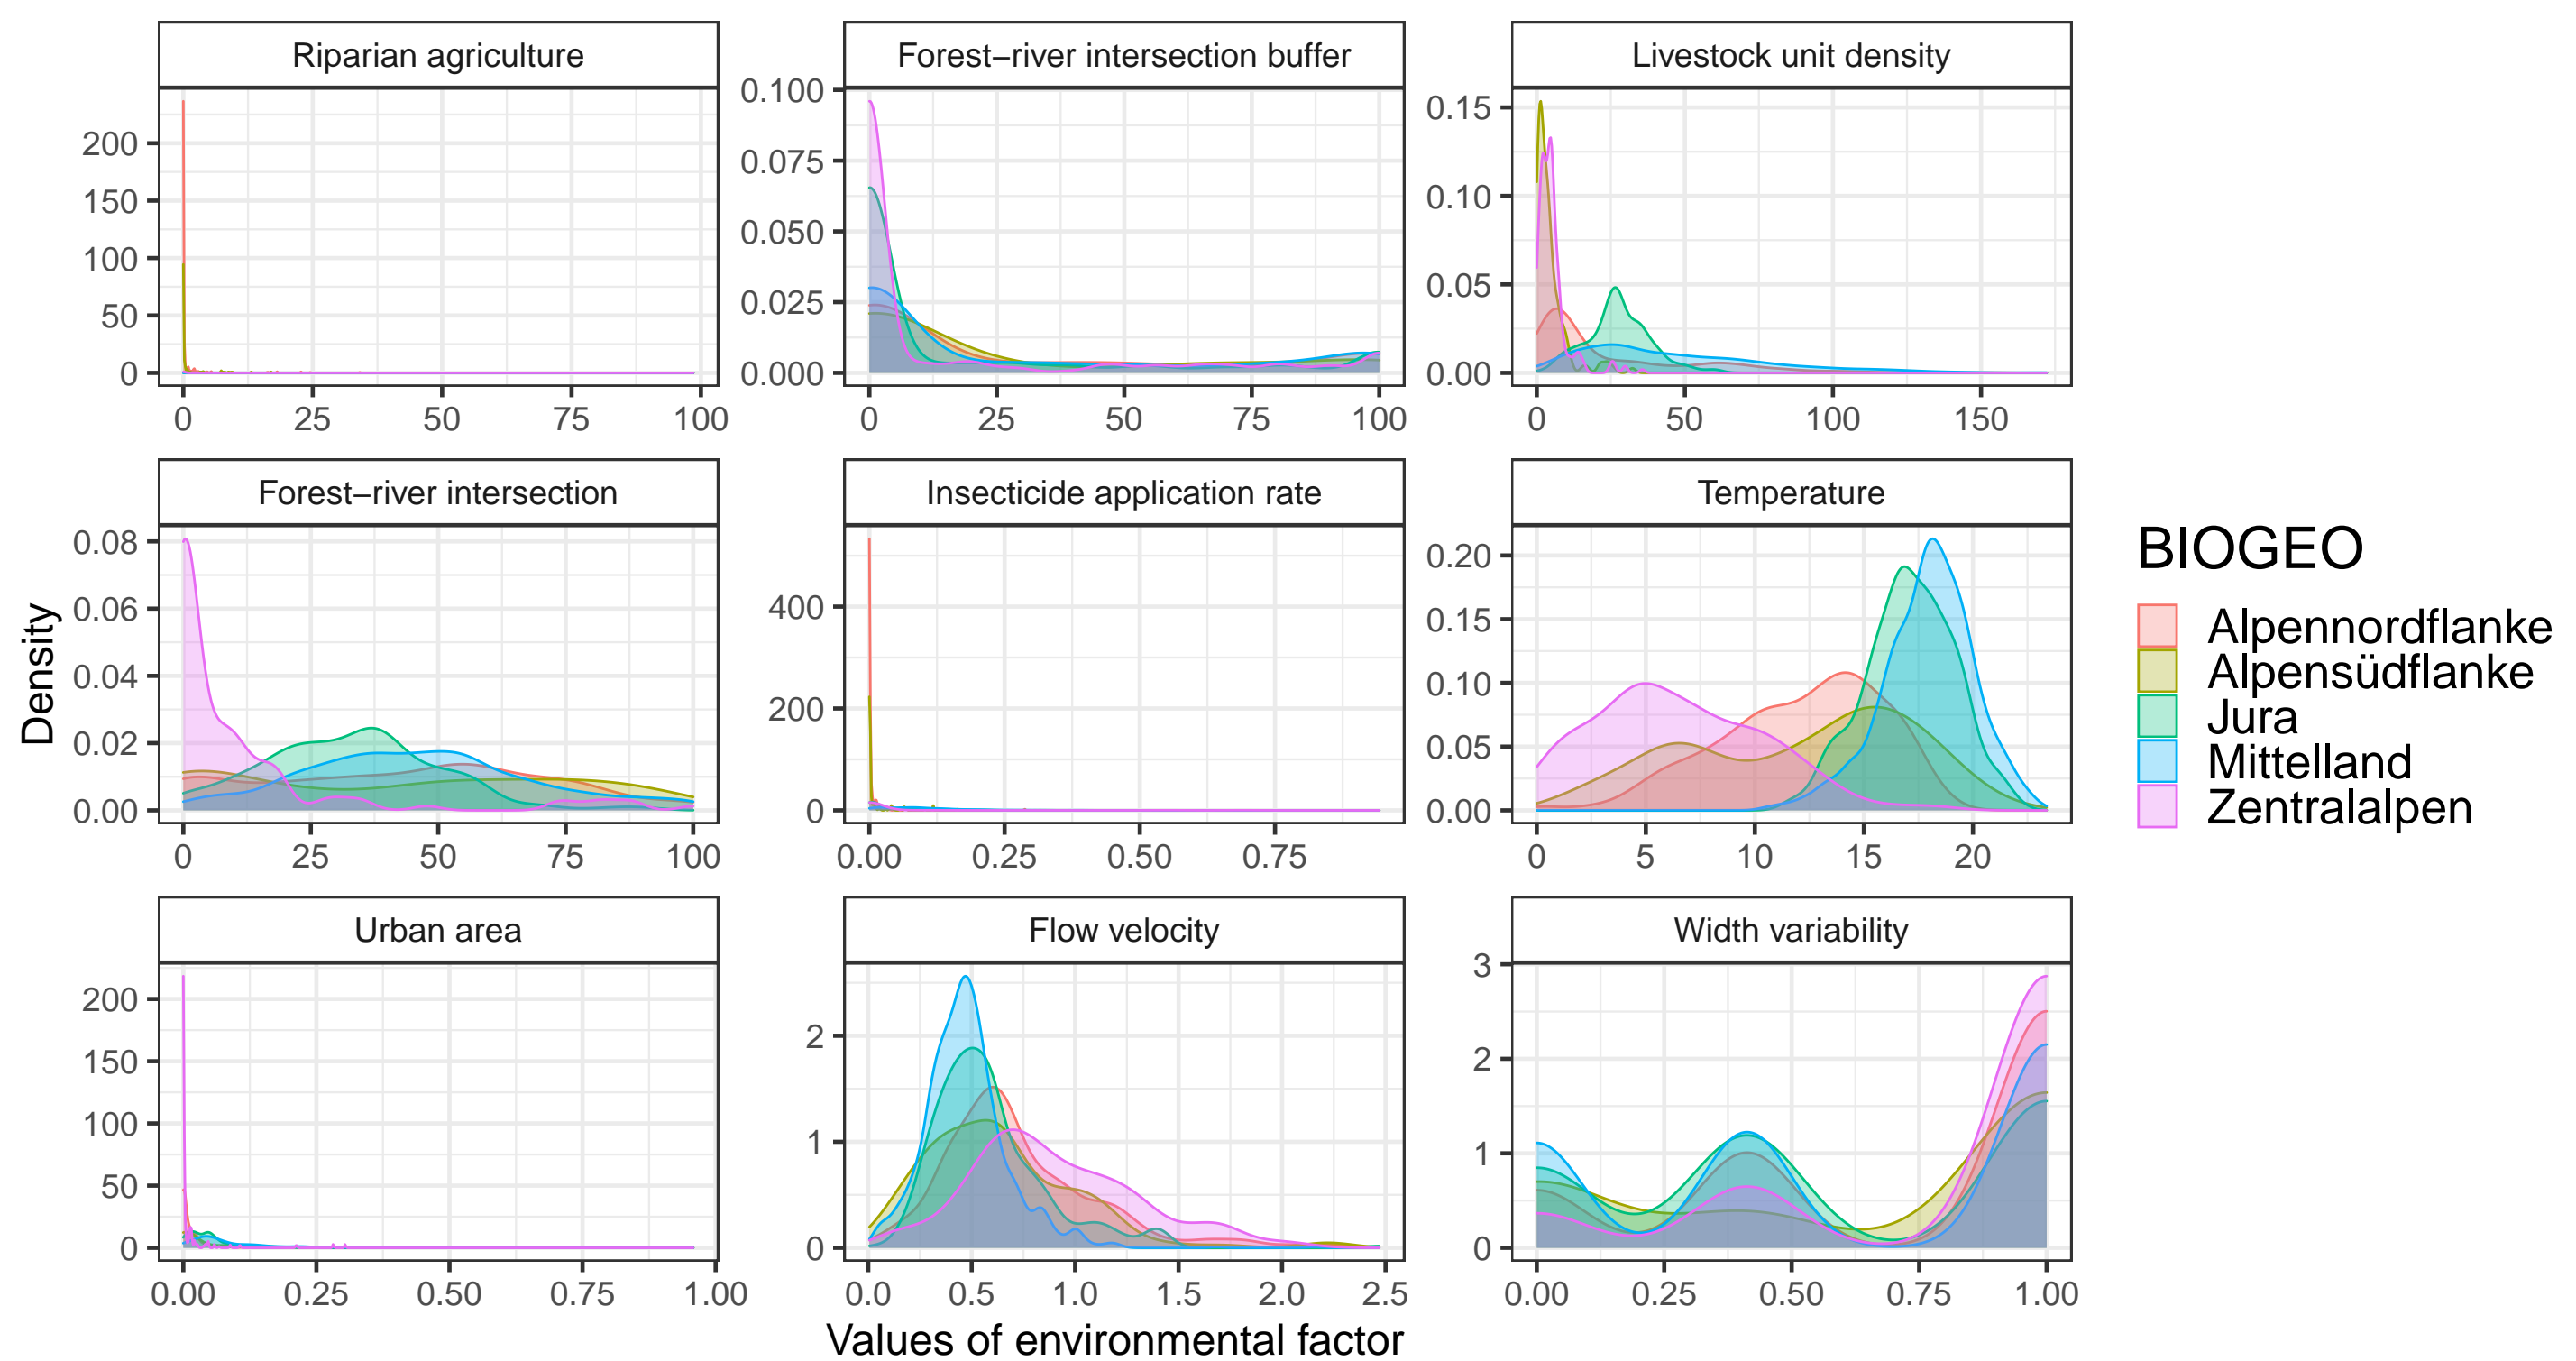 Riparian agriculture
Forest–river intersection buffer
Livestock unit density
200
150
100
50
0
0 25 50 75 100
0.100
0.075
0.050
0.025
0.000
0 25 50 75 100
0.15
0.10
0.05
0.00
0 50 100 150
Forest–river intersection
Insecticide application rate
Temperature
0.08
0.06
0.04
0.02
0.00
0 25 50 75 100
400
200
0
0.00 0.25 0.50 0.75
0.20
0.15
0.10
0.05
0.00
0 5 10 15 20
Urban area
Flow velocity
Width variability
200
150
100
50
0
0.00 0.25 0.50 0.75 1.00
2
1
0
0.0 0.5 1.0 1.5 2.0 2.5
3
2
1
0
0.00 0.25 0.50 0.75 1.00
Density
Values of environmental factor
BIOGEO
Alpennordflanke
Alpensüdflanke
Jura
Mittelland
Zentralalpen